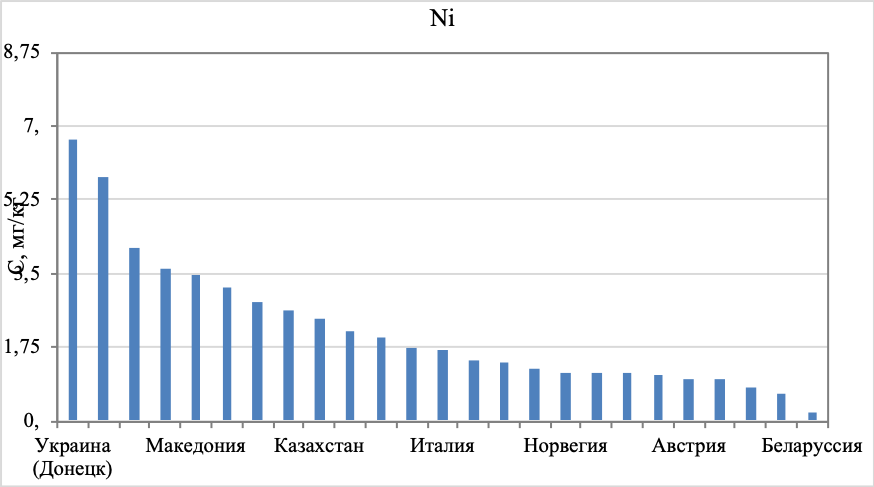 Ni
8,75
7,
5,25
3,5
1,75
0,
С, мг/кг
Украина
(Донецк)
Македония
Казахстан
Италия
Норвегия
Австрия
Беларуссия